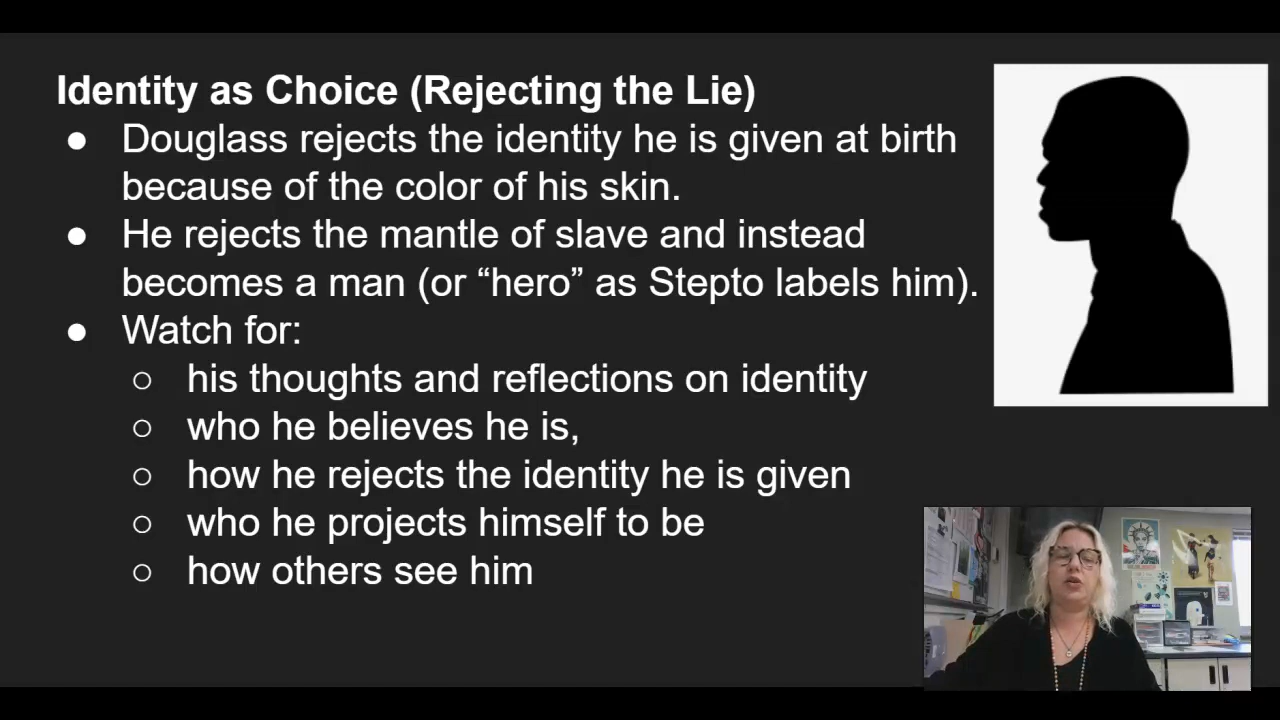 Identity as Choice (Rejecting the Lie)
● Douglass rejects the identity he is given at birth
because of the color of his skin.
● He rejects the mantle of slave and instead
becomes a man (or “hero” as Stepto labels him).
● Watch for:
○ his thoughts and reflections on identity
○ who he believes he is,
○ how he rejects the identity he is given
○ who he projects himself to be
○ how others see him